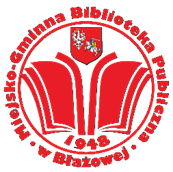 Miejsko-Gminna Biblioteka Publiczna
1948
• w Błażowej •